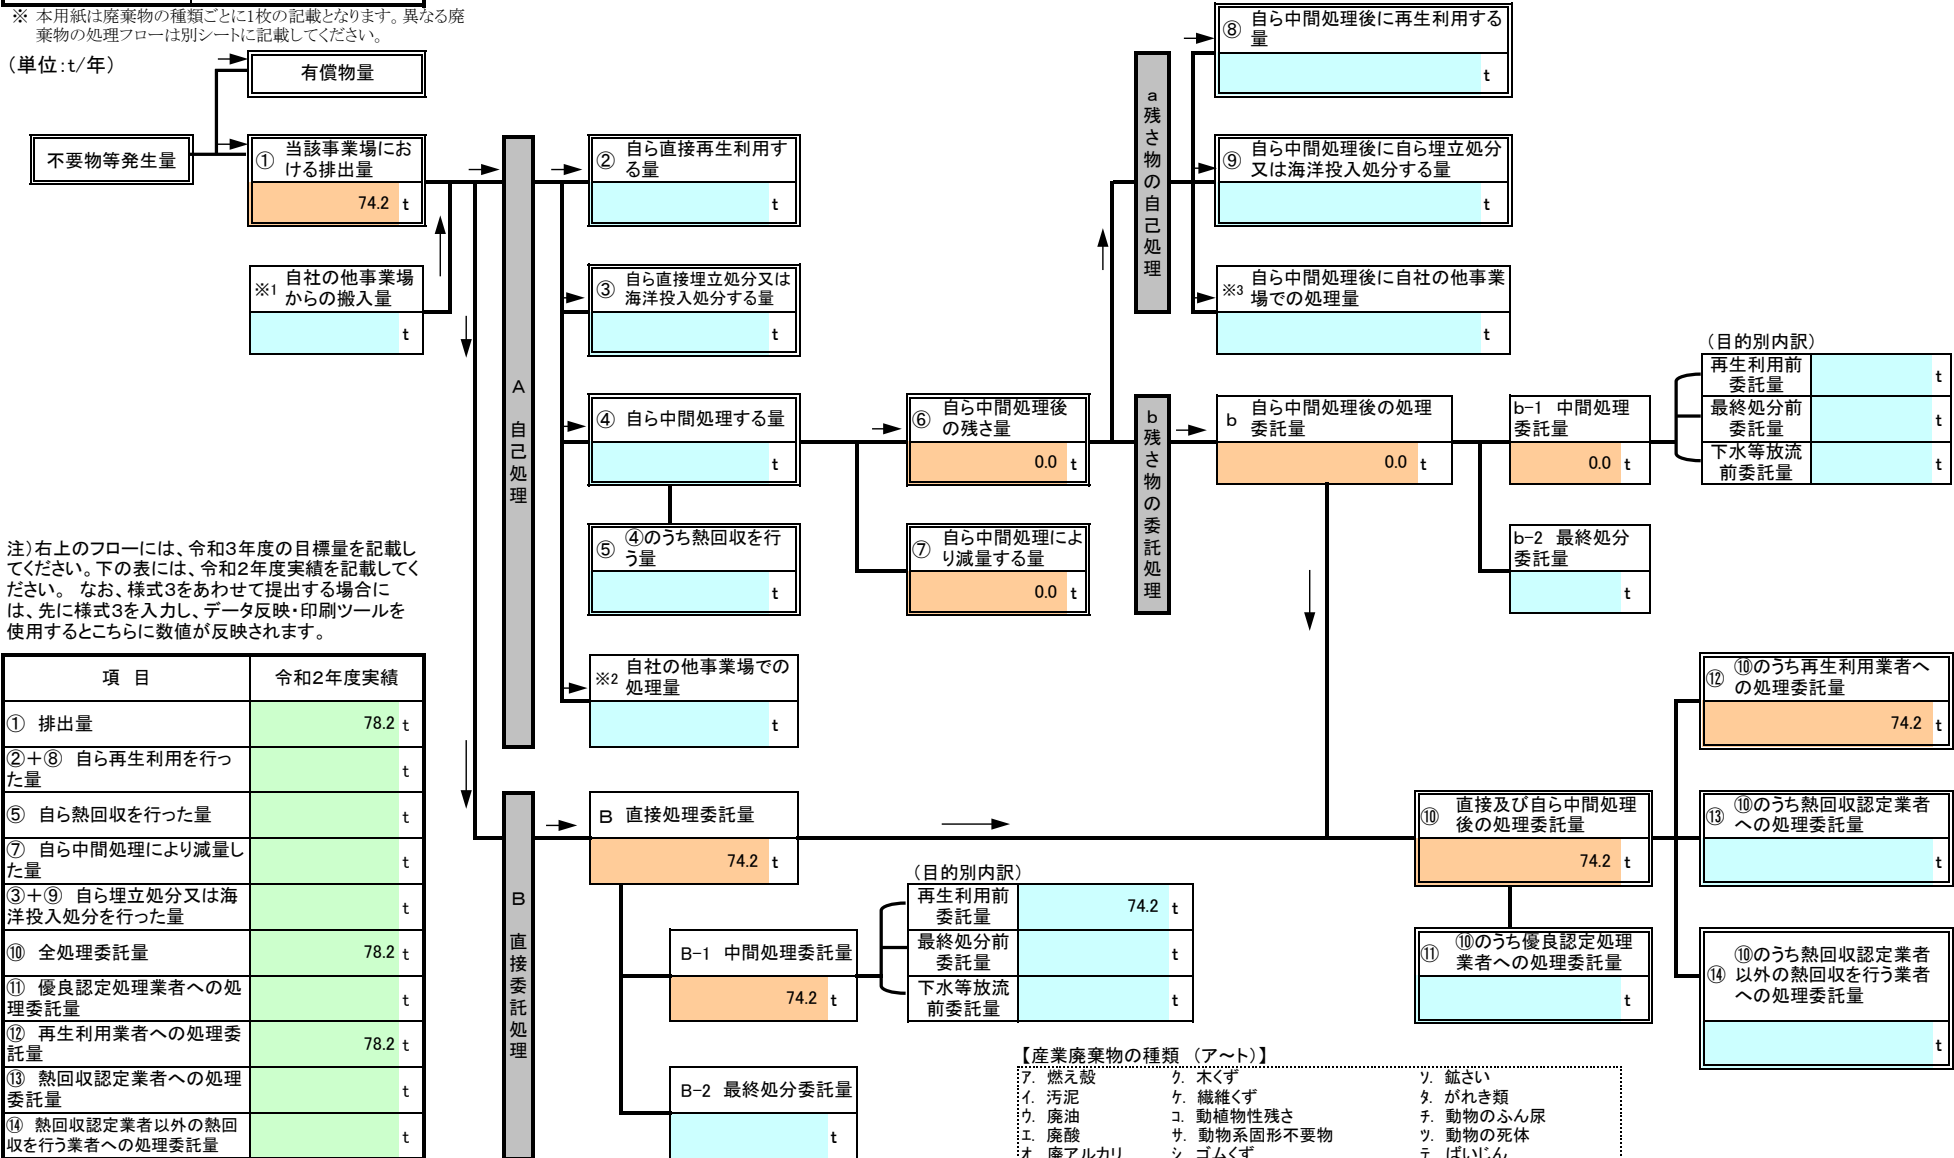 ※ 本用紙は廃棄物の種類ごとに1枚の記載となります。異なる廃
棄物の処理フローは別シートに記載してください。
（単位：t/年）
有償物量
不要物等発生量
① 当該事業場にお
ける排出量
74.2 t
※1 自社の他事業場
からの搬入量
t
A 自己処理
② 自ら直接再生利用す
る量
t
③ 自ら直接埋立処分又は
海洋投入処分する量
t
④ 自ら中間処理する量
t
⑤ ④のうち熱回収を行
う量
t
※2 自社の他事業場での
処理量
t
⑥ 自ら中間処理後
の残さ量
0.0 t
⑦ 自ら中間処理によ
り減量する量
0.0 t
a 残さ物の自己処理
⑧ 自ら中間処理後に再生利用する
量
t
⑨ 自ら中間処理後に自ら埋立処分
又は海洋投入処分する量
t
※3 自ら中間処理後に自社の他事業
場での処理量
t
b 残さ物の委託処理
b 自ら中間処理後の処理
委託量
0.0 t
b-1 中間処理
委託量
0.0 t
b-2 最終処分
委託量
t
（目的別内訳）
再生利用前
委託量
t
最終処分前
委託量
t
下水等放流
前委託量
t
注）右上のフローには、令和3年度の目標量を記載し
てください。下の表には、令和2年度実績を記載してく
ださい。 なお、様式3をあわせて提出する場合に
は、先に様式3を入力し、データ反映・印刷ツールを
使用するとこちらに数値が反映されます。
項 目 令和2年度実績
① 排出量 78.2 t
②＋⑧ 自ら再生利用を行っ
た量 t
⑤ 自ら熱回収を行った量 t
⑦ 自ら中間処理により減量し
た量 t
③＋⑨ 自ら埋立処分又は海
洋投入処分を行った量 t
⑩ 全処理委託量 78.2 t
⑪ 優良認定処理業者への処
理委託量 t
⑫ 再生利用業者への処理委
託量 78.2 t
⑬ 熱回収認定業者への処理
委託量 t
⑭ 熱回収認定業者以外の熱回
収を行う業者への処理委託量 t
B 直接委託処理
B 直接処理委託量
74.2 t
B-1 中間処理委託量
74.2 t
B-2 最終処分委託量
t
（目的別内訳）
再生利用前
委託量
74.2 t
最終処分前
委託量
t
下水等放流
前委託量
t
⑩ 直接及び自ら中間処理
後の処理委託量
74.2 t
⑪ ⑩のうち優良認定処理
業者への処理委託量
t
⑫ ⑩のうち再生利用業者へ
の処理委託量
74.2 t
⑬ ⑩のうち熱回収認定業者
への処理委託量
t
⑭ ⑩のうち熱回収認定業者
以外の熱回収を行う業者
への処理委託量
t
【産業廃棄物の種類 （ア～ト）】
ア. 燃え殻 ク. 木くず ソ. 鉱さい
イ. 汚泥 ケ. 繊維くず タ. がれき類
ウ. 廃油 コ. 動植物性残さ チ. 動物のふん尿
エ. 廃酸 サ. 動物系固形不要物 ツ. 動物の死体
オ. 廃アルカリ シ. ゴムくず テ. ばいじん